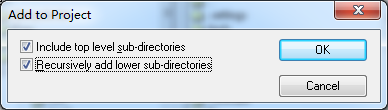 Add to Project
Include top level sub-directories
OK
Recursively add lower sub-directories
Cancel